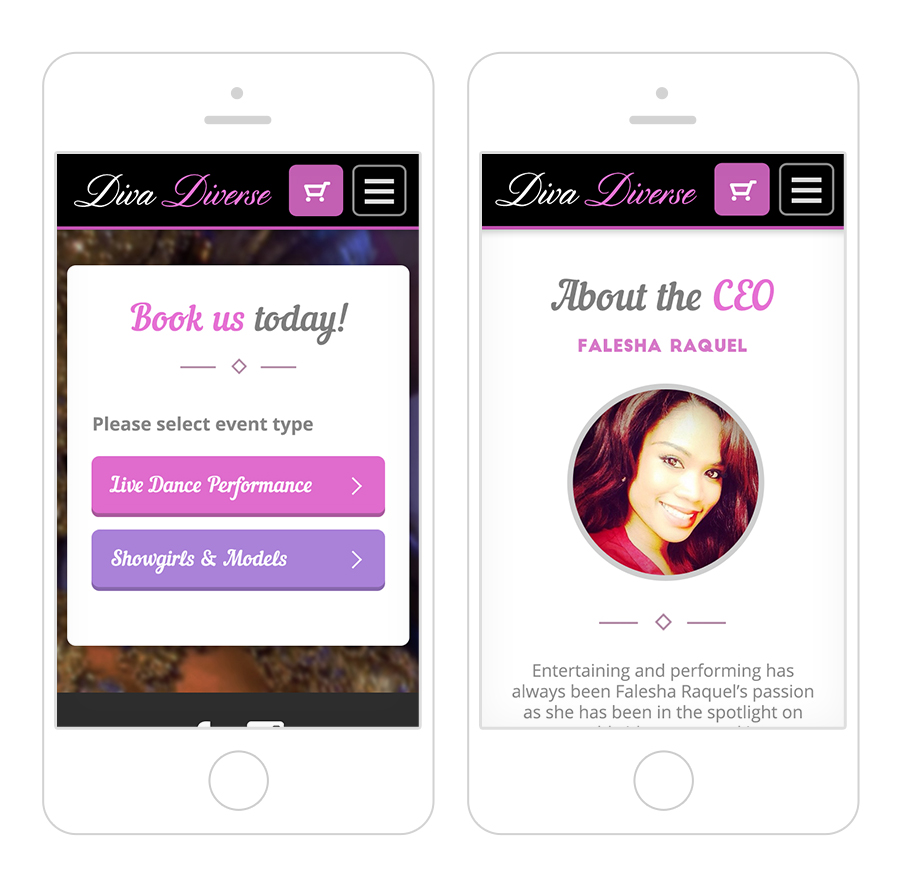 Diva Diverse
Book us today!
Please select event type
Live Dance Performance
Showgirls & Models
Diva Diverse
About the CEO
FALESHA RAQUEL
Entertaining and performing has
always been Falesha Raquel’s passion
as she has been in the spotlight on